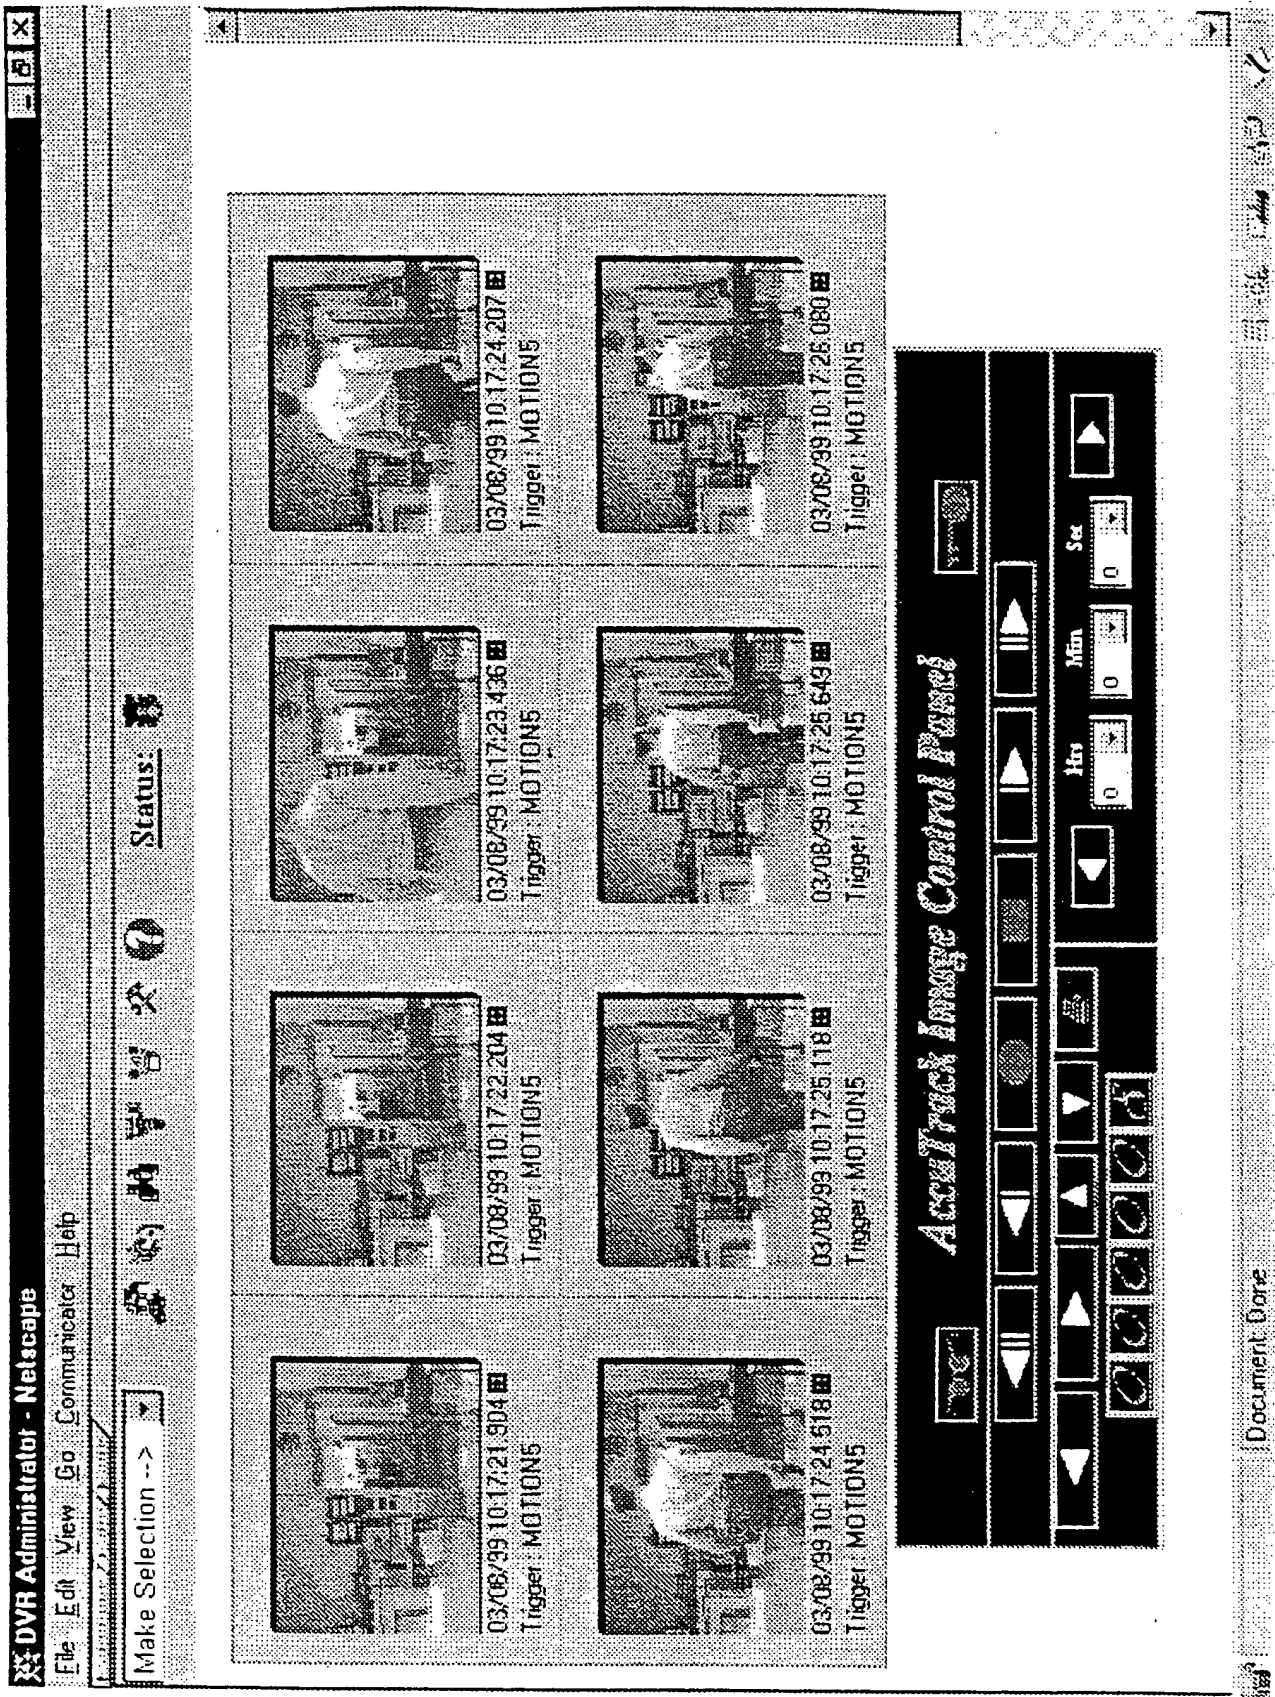 DVR Administrator - Netscape
File Edit View Go Communicator Help
Make Selection -->
Status:
03/08/99 10:17:21.904
Trigger : MOTION5
03/08/99 10:17:22.204
Trigger : MOTION5
03/08/99 10:17:23.436
Trigger : MOTION5
03/08/99 10:17:24.207
Trigger : MOTION5
03/08/99 10:17:24.518
Trigger : MOTION5
03/08/99 10:17:25.118
Trigger : MOTION5
03/08/99 10:17:25.649
Trigger : MOTION5
03/08/99 10:17:26.080
Trigger : MOTION5
AccuTrack Image Control Panel
Hrs Min Sec
0 0 0
Document: Done